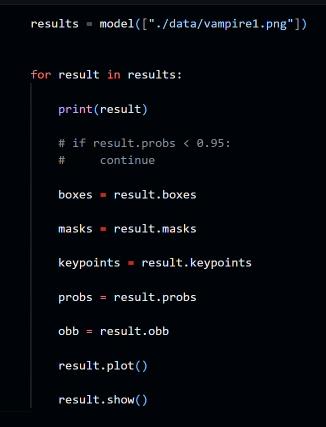 results = model(["./data/vampire1.png"])
for result in results:
    print(result)
    # if result.probs < 0.95:
    #     continue
    boxes = result.boxes
    masks = result.masks
    keypoints = result.keypoints
    probs = result.probs
    obb = result.obb
    result.plot()
    result.show()